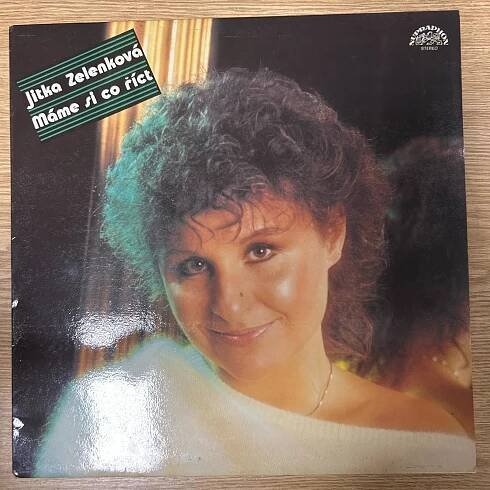 Jitka Zelenková
Máme si co říct
SUPRAPHON
STEREO